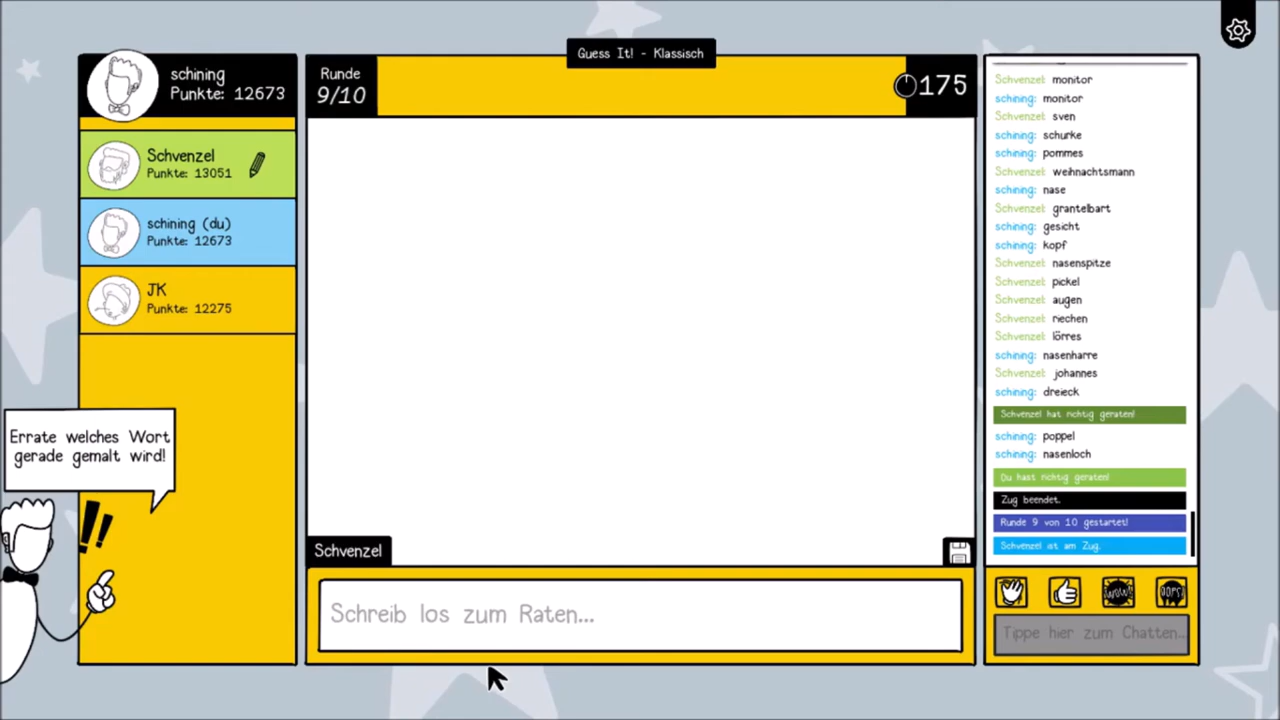 Guess It! - Klassisch
schining
Punkte: 12673
Runde
9/10
175
Schvenzel
Punkte: 13051
schining (du)
Punkte: 12673
JK
Punkte: 12275
Errate welches Wort
gerade gemalt wird!
!!
Schvenzel
Schreib los zum Raten...
Schvenzel: monitor
schining: monitor
Schvenzel: sven
schining: schurke
schining: pommes
Schvenzel: weihnachtsmann
schining: nase
Schvenzel: grantelbart
schining: gesicht
schining: kopf
Schvenzel: nasenspitze
Schvenzel: pickel
Schvenzel: augen
Schvenzel: riechen
Schvenzel: lörres
schining: nasenharre
Schvenzel: johannes
schining: dreieck
Schvenzel hat richtig geraten!
schining: poppel
schining: nasenloch
Du hast richtig geraten!
Zug beendet.
Runde 9 von 10 gestartet!
Schvenzel ist am Zug.
WOW!
OOPS!
Tippe hier zum Chatten...